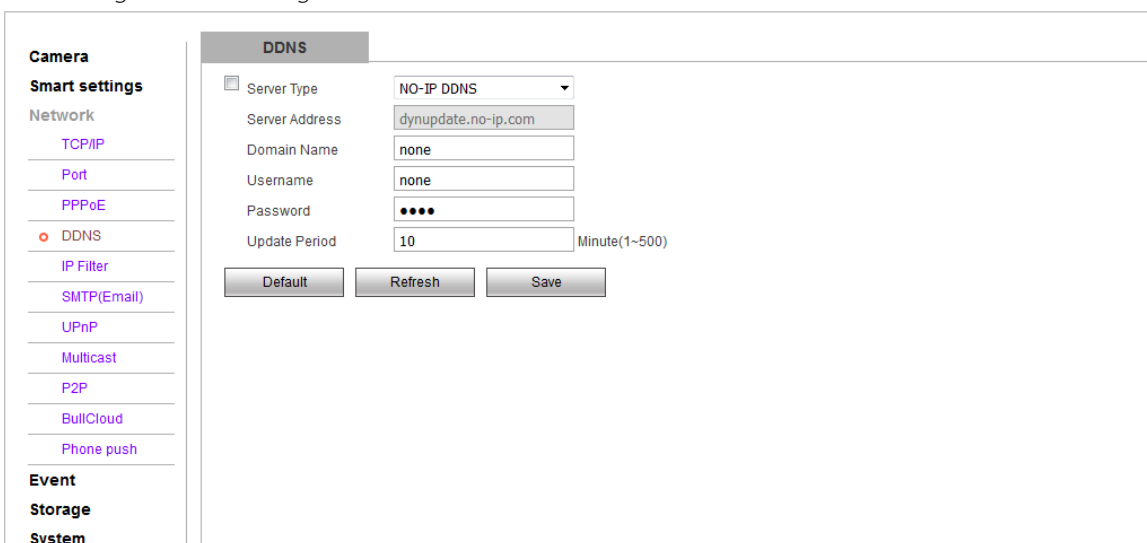 DDNS
Camera
Smart settings
Network
TCP/IP
Port
PPPoE
DDNS
IP Filter
SMTP(Email)
UPnP
Multicast
P2P
BullCloud
Phone push
Event
Storage
System
Server Type NO-IP DDNS
Server Address dynupdate.no-ip.com
Domain Name none
Username none
Password ●●●●
Update Period 10 Minute(1~500)
Default Refresh Save